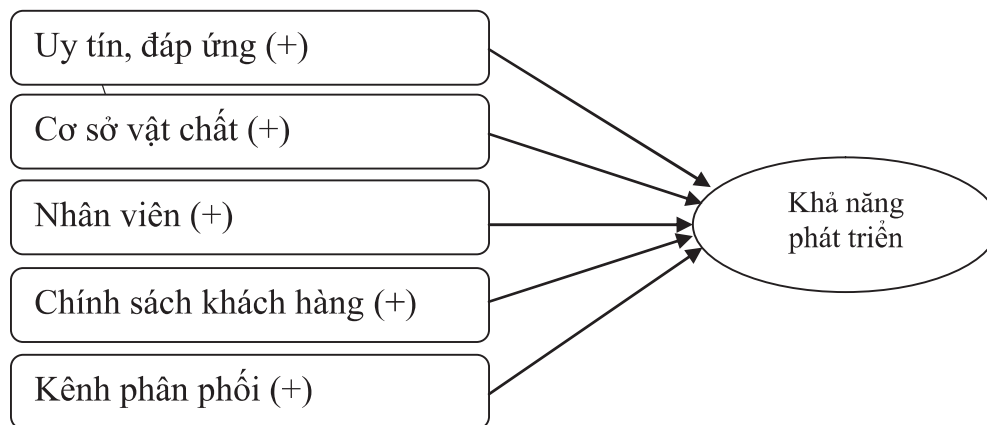 Uy tín, đáp ứng (+)
Cơ sở vật chất (+)
Nhân viên (+)
Chính sách khách hàng (+)
Kênh phân phối (+)
Khả năng
phát triển